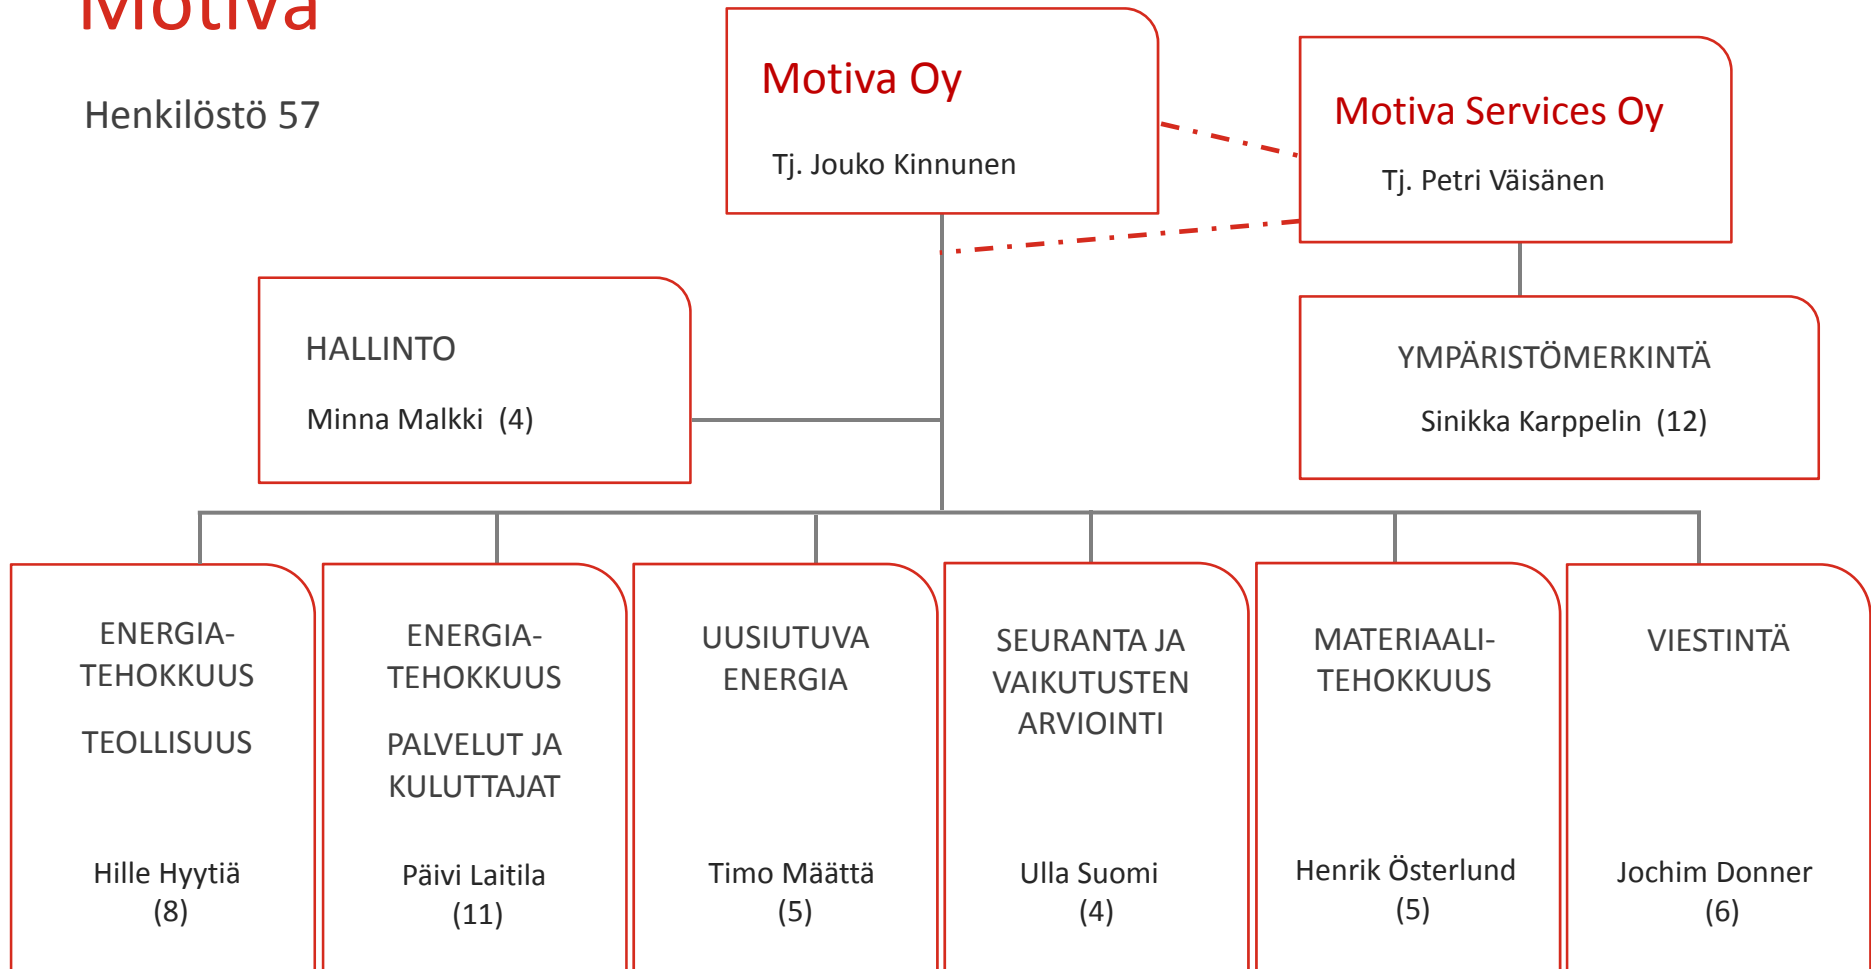 Motiva
Henkilöstö 57
Motiva Oy
Tj. Jouko Kinnunen
Motiva Services Oy
Tj. Petri Väisänen
HALLINTO
Minna Malkki (4)
YMPÄRISTÖMERKINTÄ
Sinikka Karppelin (12)
ENERGIA-
TEHOKKUUS
TEOLLISUUS
Hille Hyytiä
(8)
ENERGIA-
TEHOKKUUS
PALVELUT JA
KULUTTAJAT
Päivi Laitila
(11)
UUSIUTUVA
ENERGIA
Timo Määttä
(5)
SEURANTA JA
VAIKUTUSTEN
ARVIOINTI
Ulla Suomi
(4)
MATERIAALI-
TEHOKKUUS
Henrik Österlund
(5)
VIESTINTÄ
Jochim Donner
(6)